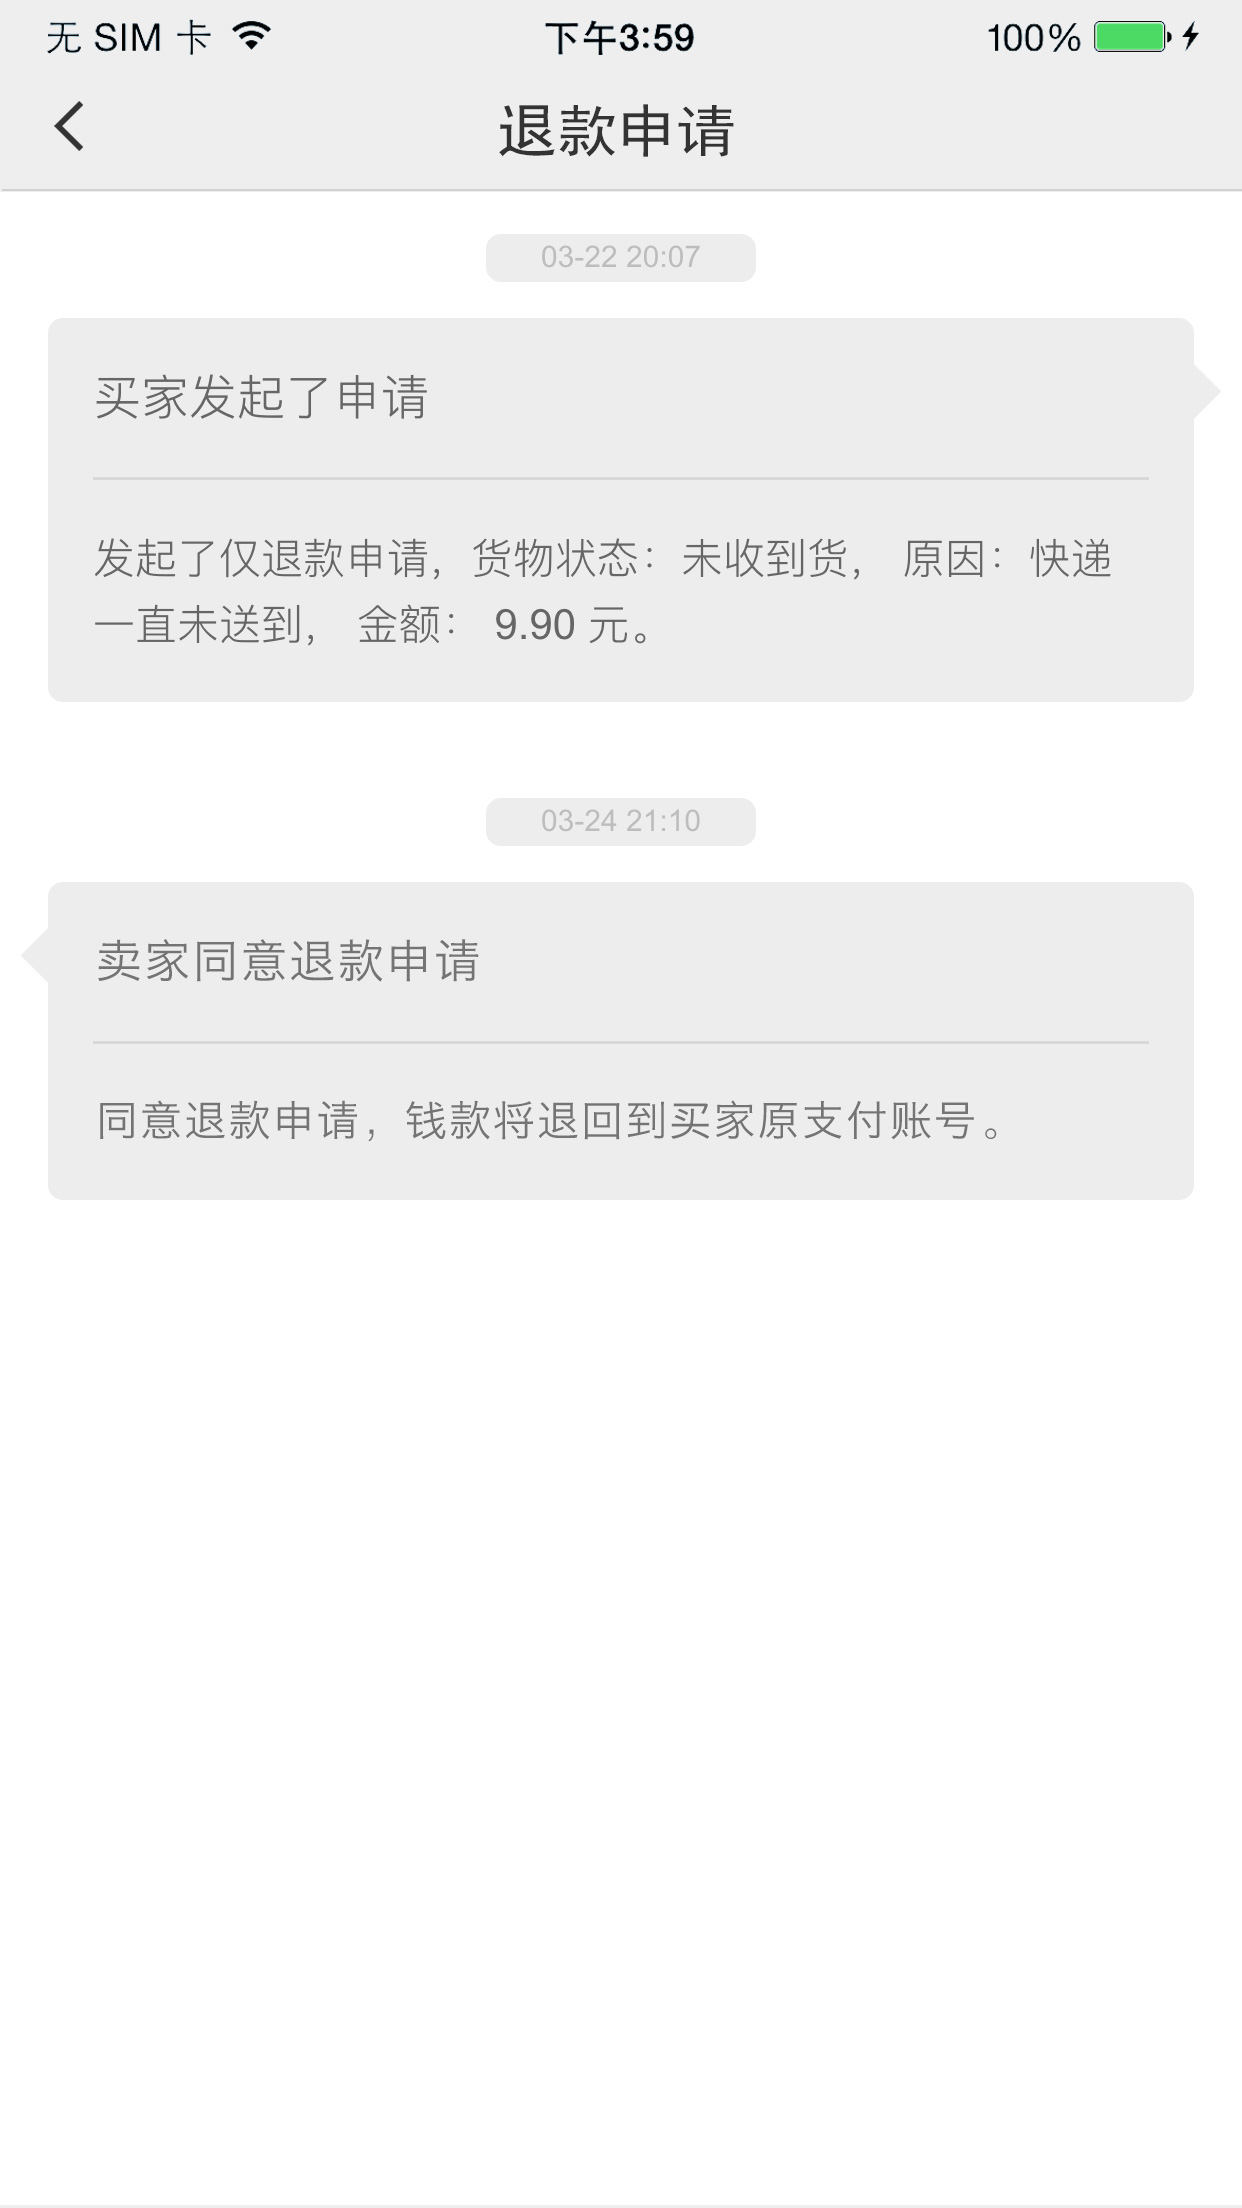 无 SIM 卡 下午3:59 100%
退款申请
03-22 20:07
买家发起了申请
发起了仅退款申请，货物状态：未收到货， 原因：快递
一直未送到， 金额： 9.90 元。
03-24 21:10
卖家同意退款申请
同意退款申请，钱款将退回到买家原支付账号。